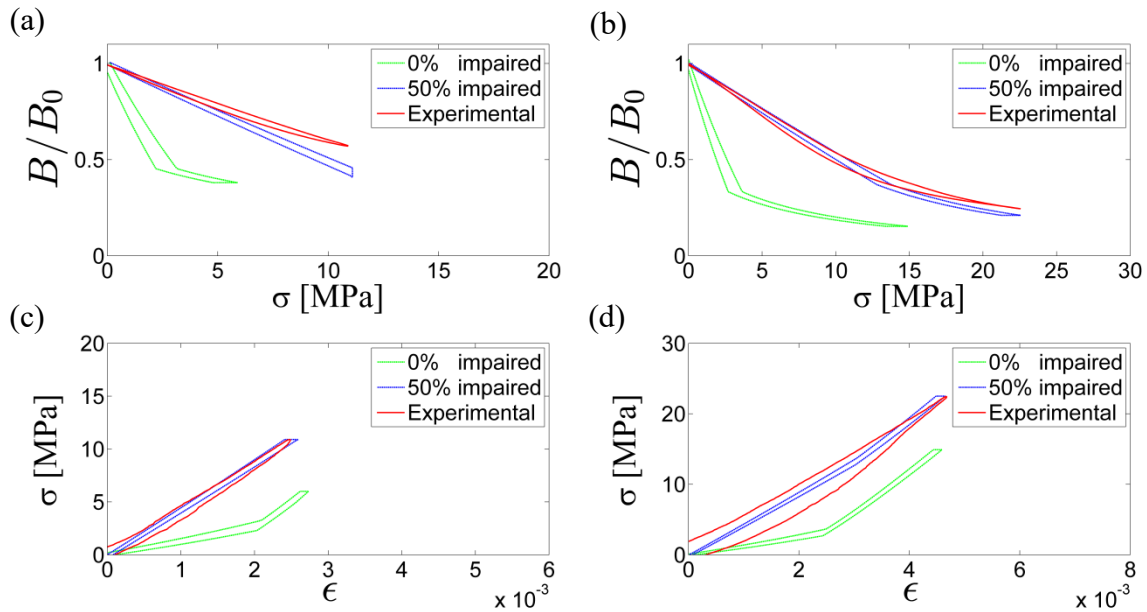 (a)
1
0.5
0
B/B0
0 5 10 15 20
σ [MPa]
0% impaired
50% impaired
Experimental
(b)
1
0.5
0
B/B0
0 5 10 15 20 25 30
σ [MPa]
0% impaired
50% impaired
Experimental
(c)
20
15
10
5
0
σ [MPa]
0 1 2 3 4 5 6
ϵ
x 10⁻³
0% impaired
50% impaired
Experimental
(d)
30
20
10
0
σ [MPa]
0 2 4 6 8
ϵ
x 10⁻³
0% impaired
50% impaired
Experimental